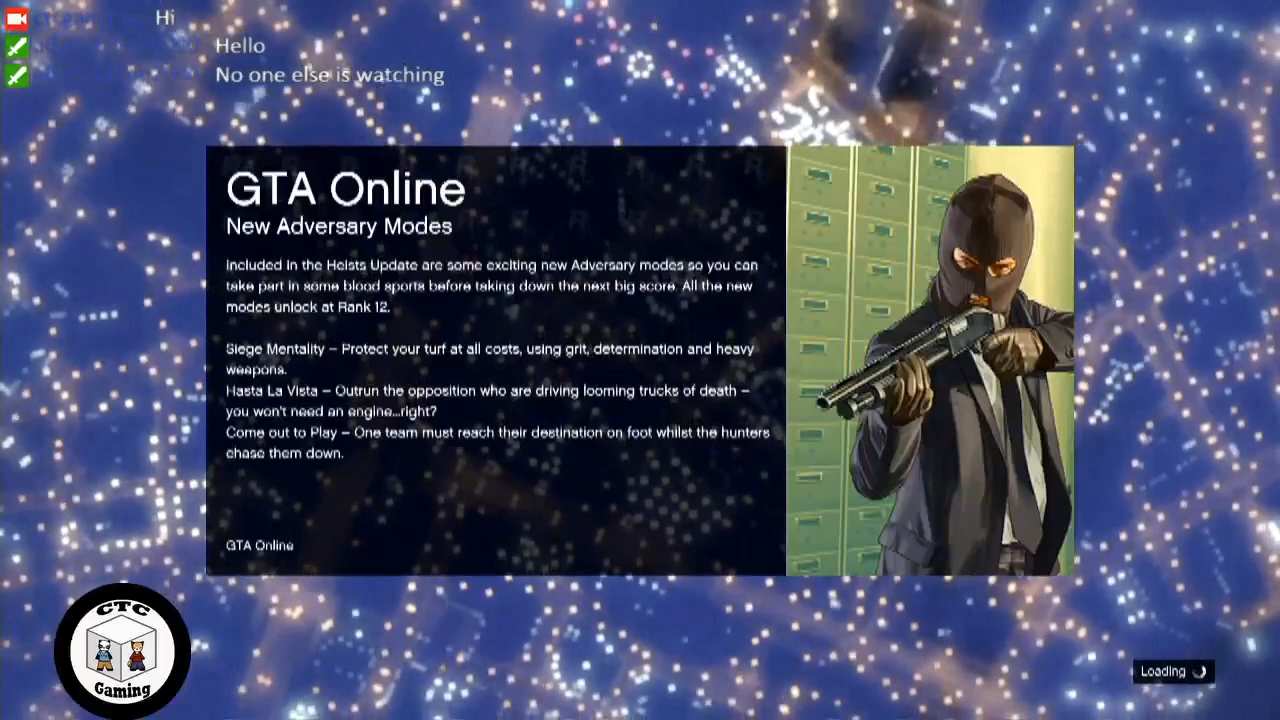 Hi
Hello
No one else is watching
GTA Online
New Adversary Modes
Included in the Heists Update are some exciting new Adversary modes so you can
take part in some blood sports before taking down the next big score. All the new
modes unlock at Rank 12.
Siege Mentality – Protect your turf at all costs, using grit, determination and heavy
weapons.
Hasta La Vista – Outrun the opposition who are driving looming trucks of death –
you won't need an engine...right?
Come out to Play – One team must reach their destination on foot whilst the hunters
chase them down.
GTA Online
CTC
Gaming
Loading